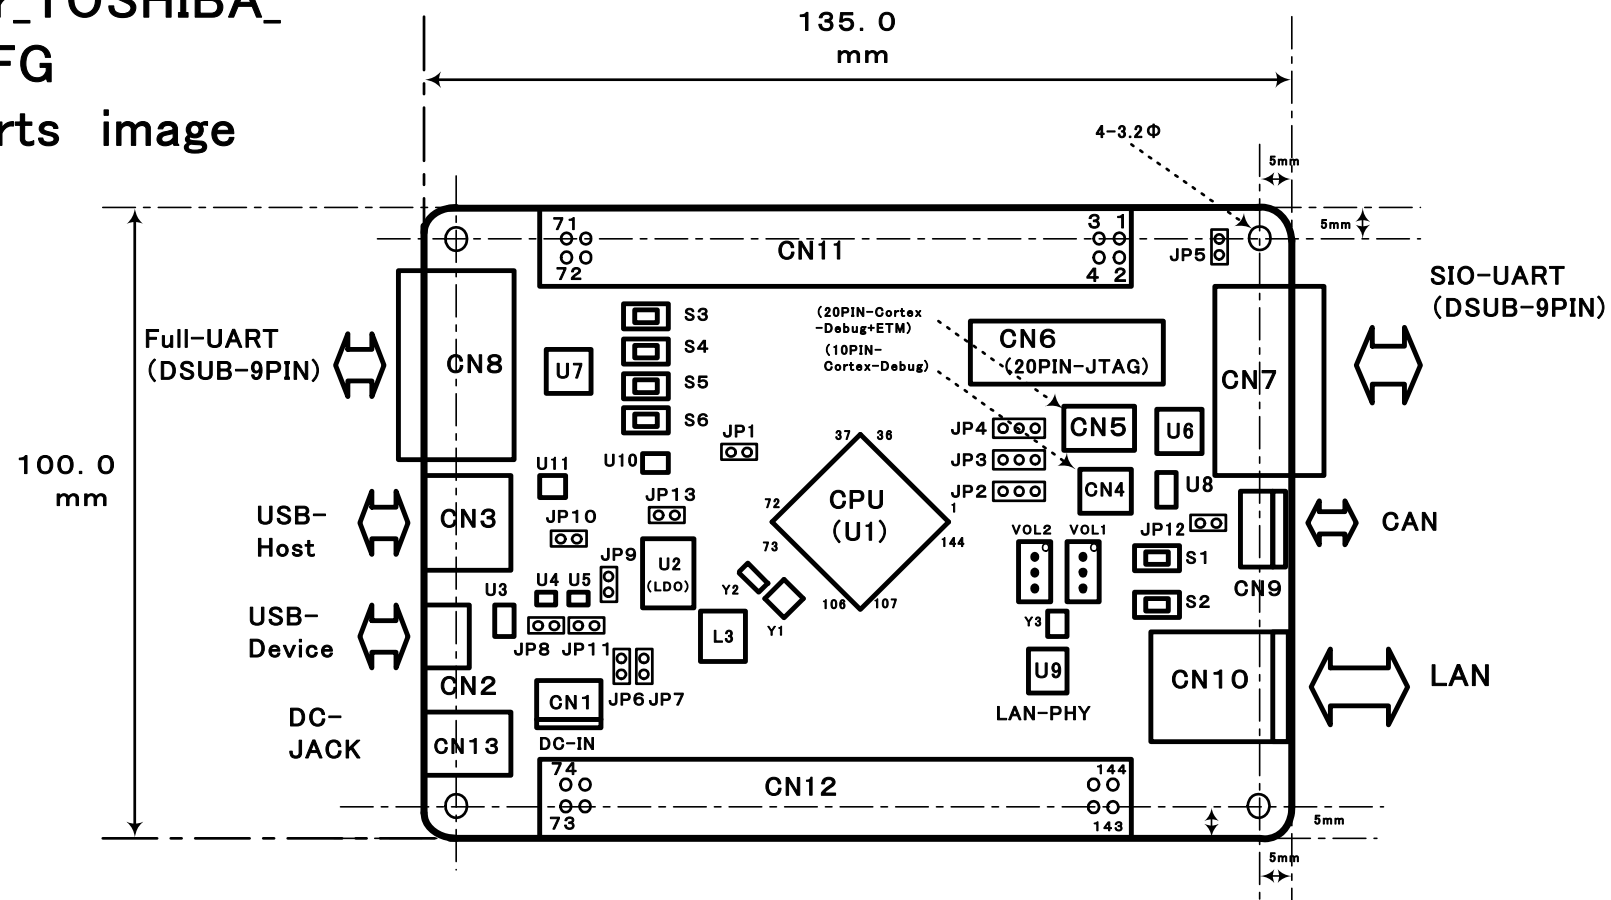 _TOSHIBA_
FG
rts image
135.0
mm
4-3.2Φ
5mm
5mm
71
72
CN11
3 1
4 2
JP5
SIO-UART
(DSUB-9PIN)
Full-UART
(DSUB-9PIN)
CN8
U7
S3
S4
S5
S6
(20PIN-Cortex
-Debug+ETM)
(10PIN-
Cortex-Debug)
CN6
(20PIN-JTAG)
CN7
JP1
JP4
JP3
JP2
CN5
U6
CN4
U8
100.0
mm
U11
U10
JP13
JP10
37 36
72
CPU
(U1)
1
73
144
106 107
VOL2 VOL1
JP12
S1
S2
USB-
Host
CN3
CAN
CN9
JP9
U2
(LDO)
Y2
Y1
U3
U4 U5
USB-
Device
CN2
JP8 JP11
L3
Y3
U9
LAN-PHY
CN10
LAN
JP6 JP7
CN1
DC-IN
DC-
JACK
CN13
74
73
CN12
144
143
5mm
5mm